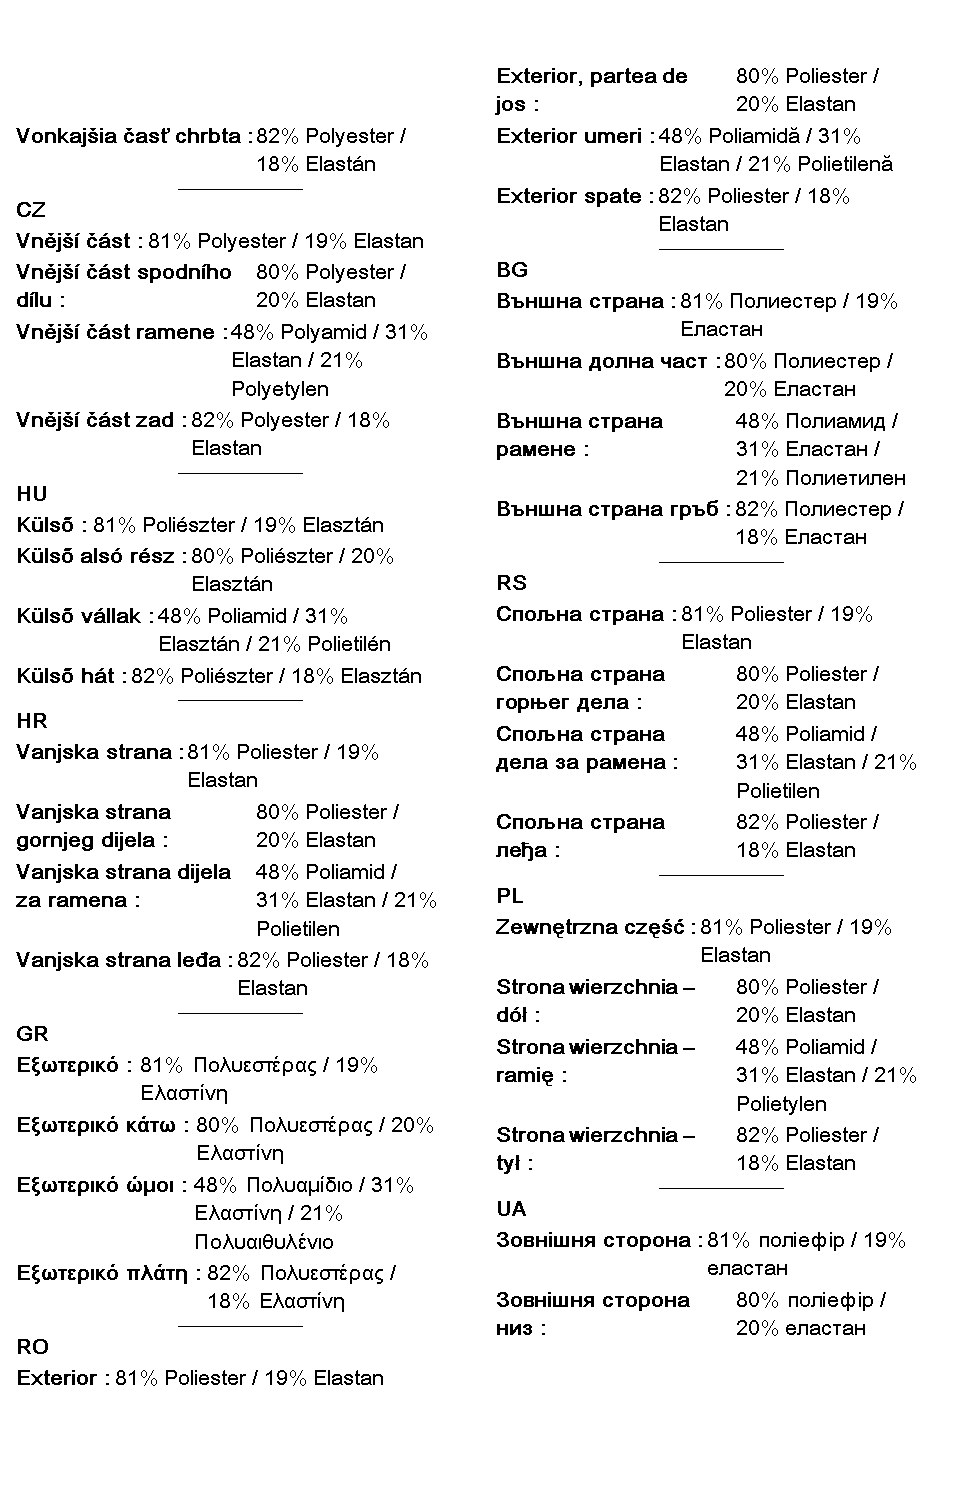 Vonkajšia časť chrbta : 82% Polyester /
18% Elastán
CZ
Vnější část : 81% Polyester / 19% Elastan
Vnější část spodního 80% Polyester /
dílu : 20% Elastan
Vnější část ramene : 48% Polyamid / 31%
Elastan / 21%
Polyetylen
Vnější část zad : 82% Polyester / 18%
Elastan
HU
Külső : 81% Poliészter / 19% Elasztán
Külső alsó rész : 80% Poliészter / 20%
Elasztán
Külső vállak : 48% Poliamid / 31%
Elasztán / 21% Polietilén
Külső hát : 82% Poliészter / 18% Elasztán
HR
Vanjska strana : 81% Poliester / 19%
Elastan
Vanjska strana 80% Poliester /
gornjeg dijela : 20% Elastan
Vanjska strana dijela 48% Poliamid /
za ramena : 31% Elastan / 21%
Polietilen
Vanjska strana leđa : 82% Poliester / 18%
Elastan
GR
Εξωτερικό : 81% Πολυεστέρας / 19%
Ελαστίνη
Εξωτερικό κάτω : 80% Πολυεστέρας / 20%
Ελαστίνη
Εξωτερικό ώμοι : 48% Πολυαμίδιο / 31%
Ελαστίνη / 21%
Πολυαιθυλένιο
Εξωτερικό πλάτη : 82% Πολυεστέρας /
18% Ελαστίνη
RO
Exterior : 81% Poliester / 19% Elastan
Exterior, partea de 80% Poliester /
jos : 20% Elastan
Exterior umeri : 48% Poliamidă / 31%
Elastan / 21% Polietilenă
Exterior spate : 82% Poliester / 18%
Elastan
BG
Външна страна : 81% Полиестер / 19%
Еластан
Външна долна част : 80% Полиестер /
20% Еластан
Външна страна 48% Полиамид /
рамене : 31% Еластан /
21% Полиетилен
Външна страна гръб : 82% Полиестер /
18% Еластан
RS
Спољна страна : 81% Poliester / 19%
Elastan
Спољна страна 80% Poliester /
горњег дела : 20% Elastan
Спољна страна 48% Poliamid /
дела за рамена : 31% Elastan / 21%
Polietilen
Спољна страна 82% Poliester /
леђа : 18% Elastan
PL
Zewnętrzna część : 81% Poliester / 19%
Elastan
Strona wierzchnia – 80% Poliester /
dół : 20% Elastan
Strona wierzchnia – 48% Poliamid /
ramię : 31% Elastan / 21%
Polietylen
Strona wierzchnia – 82% Poliester /
tył : 18% Elastan
UA
Зовнішня сторона : 81% поліефір / 19%
еластан
Зовнішня сторона 80% поліефір /
низ : 20% еластан